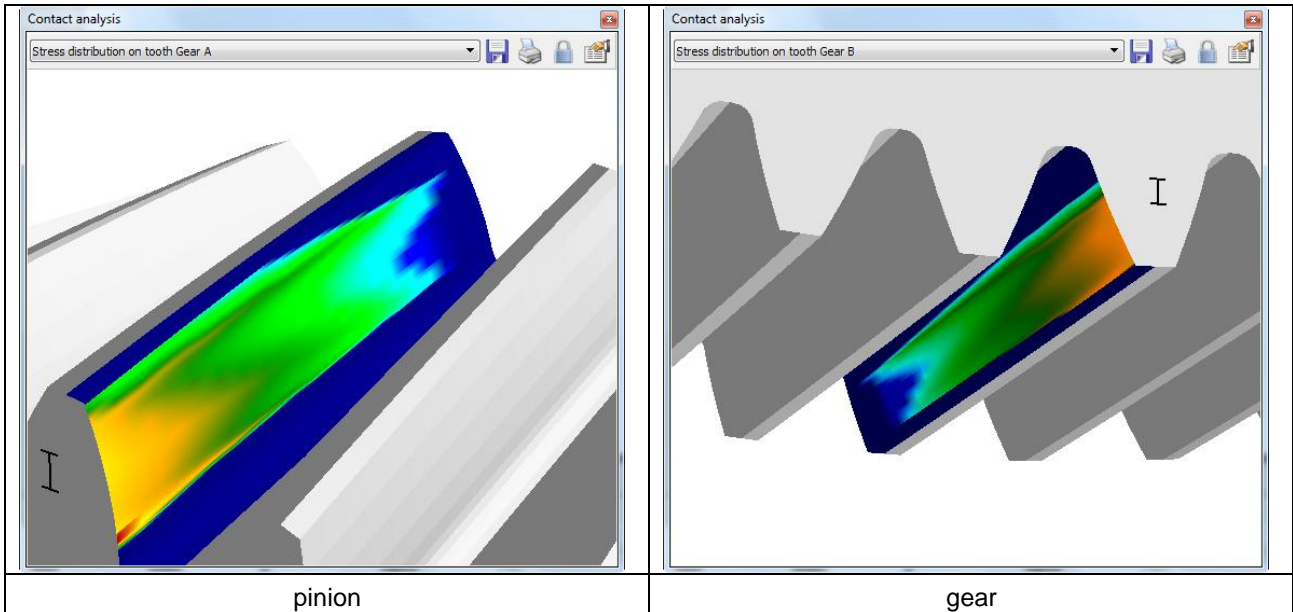 Contact analysis
Stress distribution on tooth Gear A
Contact analysis
Stress distribution on tooth Gear B
pinion
gear